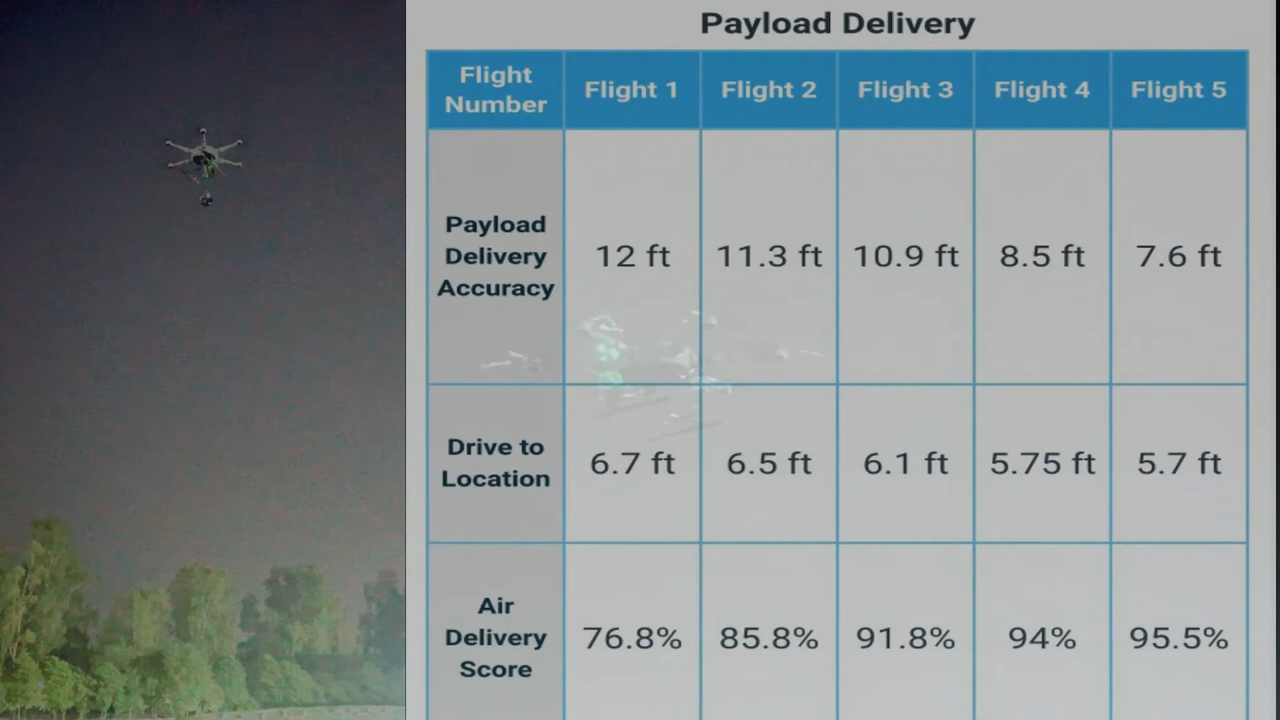 Payload Delivery
Flight Number Flight 1 Flight 2 Flight 3 Flight 4 Flight 5
Payload Delivery Accuracy 12 ft 11.3 ft 10.9 ft 8.5 ft 7.6 ft
Drive to Location 6.7 ft 6.5 ft 6.1 ft 5.75 ft 5.7 ft
Air Delivery Score 76.8% 85.8% 91.8% 94% 95.5%